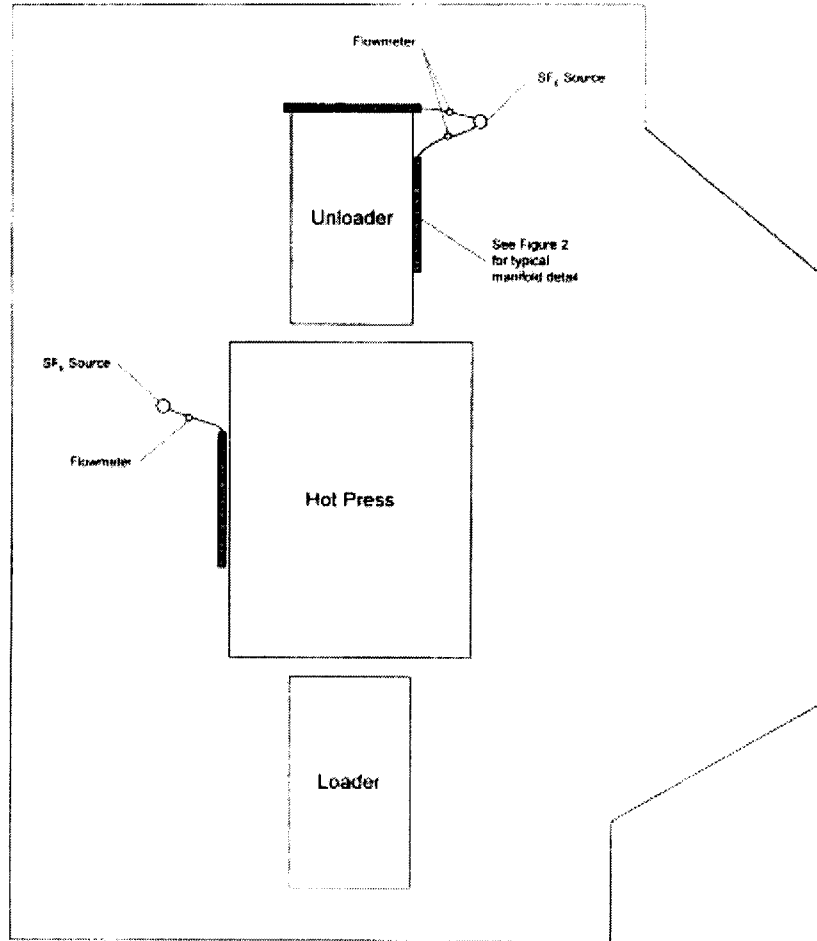 Flowmeter
SF₆ Source
Unloader
See Figure 2
for typical
manifold detail
SF₆ Source
Flowmeter
Hot Press
Loader